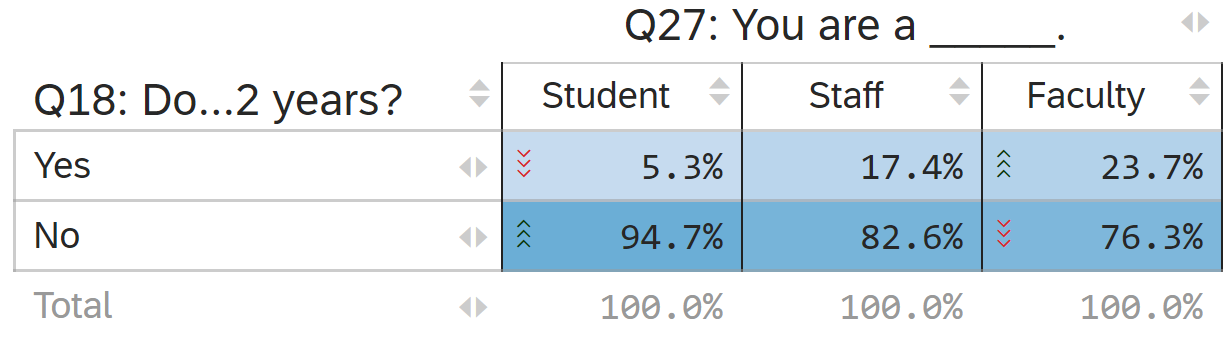 Q27: You are a _____.
Q18: Do...2 years? Student Staff Faculty
Yes 5.3% 17.4% 23.7%
No 94.7% 82.6% 76.3%
Total 100.0% 100.0% 100.0%